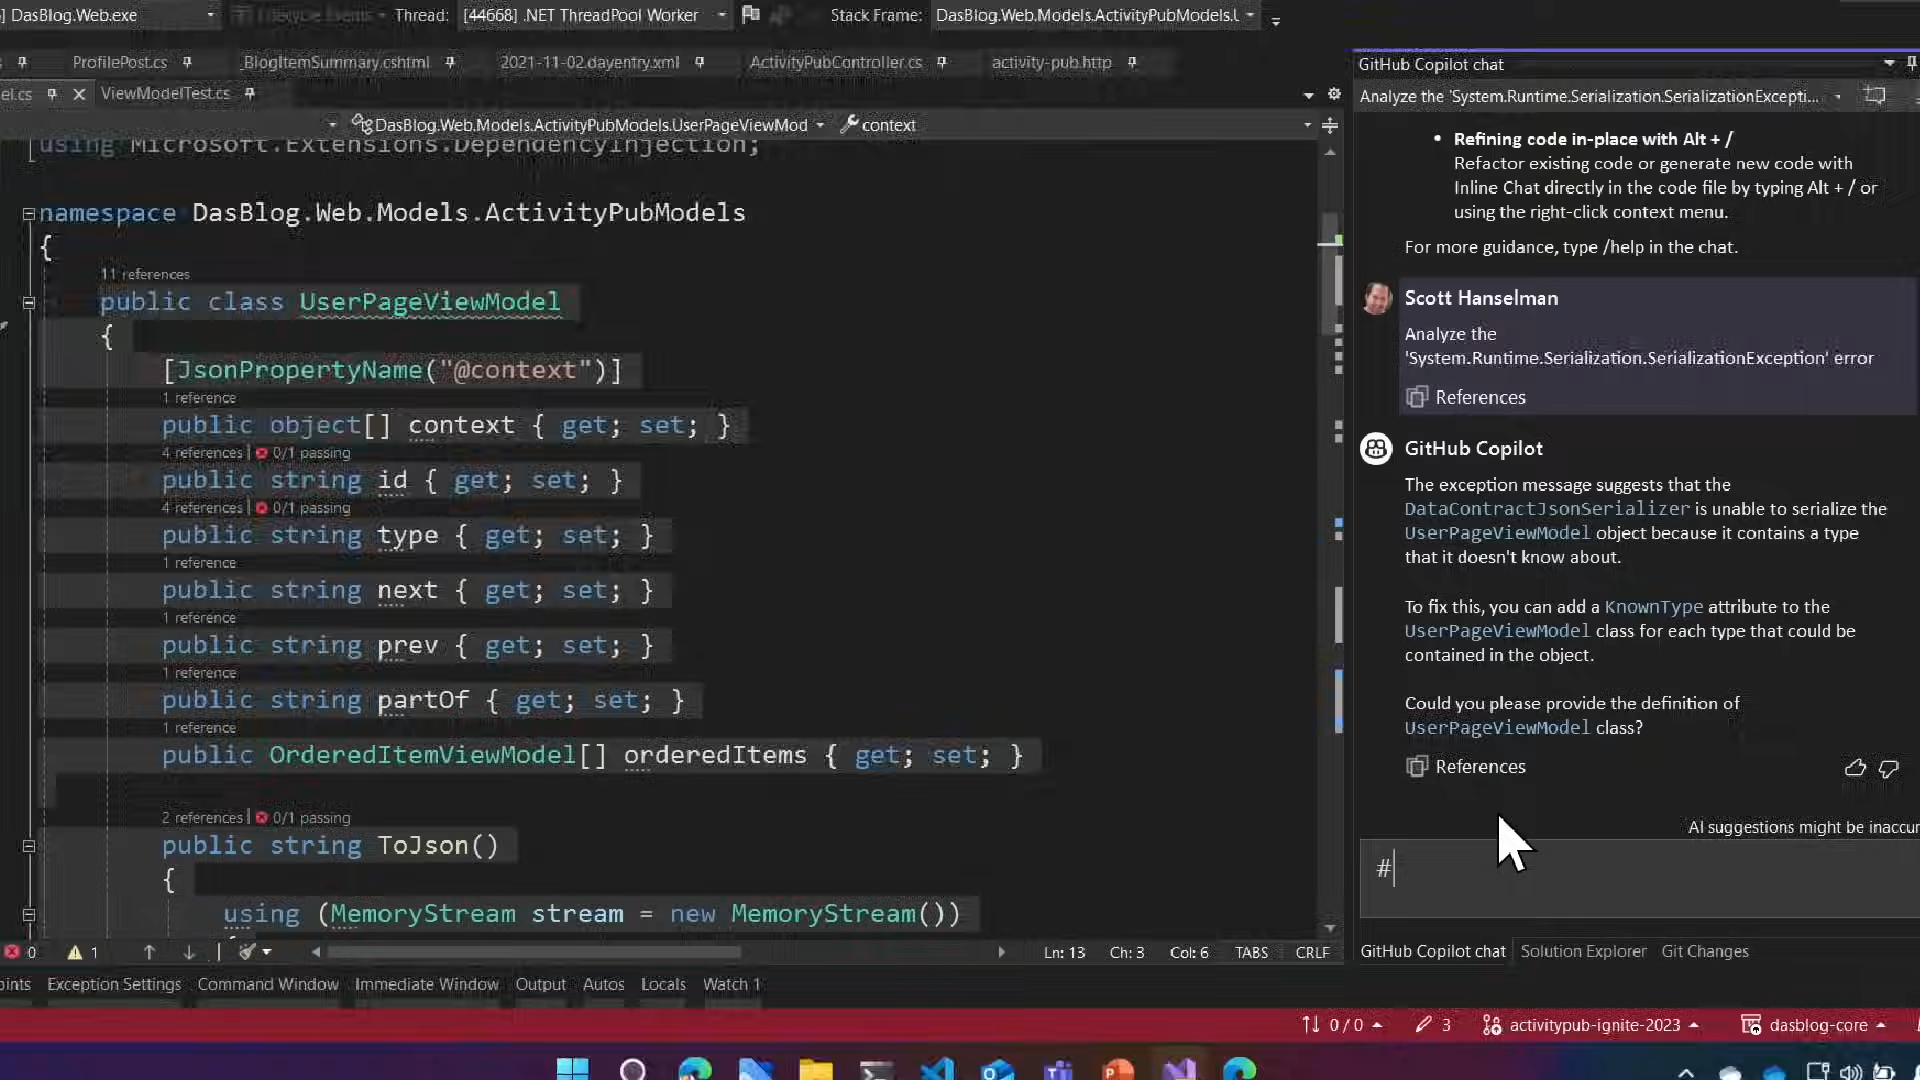 ] DasBlog.Web.exe
Lifecycle Events
Thread:
[44668] .NET ThreadPool Worker
Stack Frame:
DasBlog.Web.Models.ActivityPubModels.U
ProfilePost.cs
BlogItemSummary.cshtml
2021-11-02.dayentry.xml
ActivityPubController.cs
activity-pub.http
el.cs
ViewModelTest.cs
DasBlog.Web.Models.ActivityPubModels.UserPageViewMod
context
using Microsoft.Extensions.DependencyInjection;
namespace DasBlog.Web.Models.ActivityPubModels
{
11 references
public class UserPageViewModel
{
[JsonPropertyName("@context")]
1 reference
public object[] context { get; set; }
4 references | 0/1 passing
public string id { get; set; }
4 references | 0/1 passing
public string type { get; set; }
1 reference
public string next { get; set; }
1 reference
public string prev { get; set; }
1 reference
public string partOf { get; set; }
1 reference
public OrderedItemViewModel[] orderedItems { get; set; }
2 references | 0/1 passing
public string ToJson()
{
using (MemoryStream stream = new MemoryStream())
{
0
1
Ln: 13
Ch: 3
Col: 6
TABS
CRLF
oints
Exception Settings
Command Window
Immediate Window
Output
Autos
Locals
Watch 1
GitHub Copilot chat
Analyze the 'System.Runtime.Serialization.SerializationExcepti...
• Refining code in-place with Alt + /
Refactor existing code or generate new code with
Inline Chat directly in the code file by typing Alt + / or
using the right-click context menu.
For more guidance, type /help in the chat.
Scott Hanselman
Analyze the
'System.Runtime.Serialization.SerializationException' error
References
GitHub Copilot
The exception message suggests that the
DataContractJsonSerializer is unable to serialize the
UserPageViewModel object because it contains a type
that it doesn't know about.
To fix this, you can add a KnownType attribute to the
UserPageViewModel class for each type that could be
contained in the object.
Could you please provide the definition of
UserPageViewModel class?
References
AI suggestions might be inaccur
#
GitHub Copilot chat
Solution Explorer
Git Changes
0 / 0
3
activitypub-ignite-2023
dasblog-core